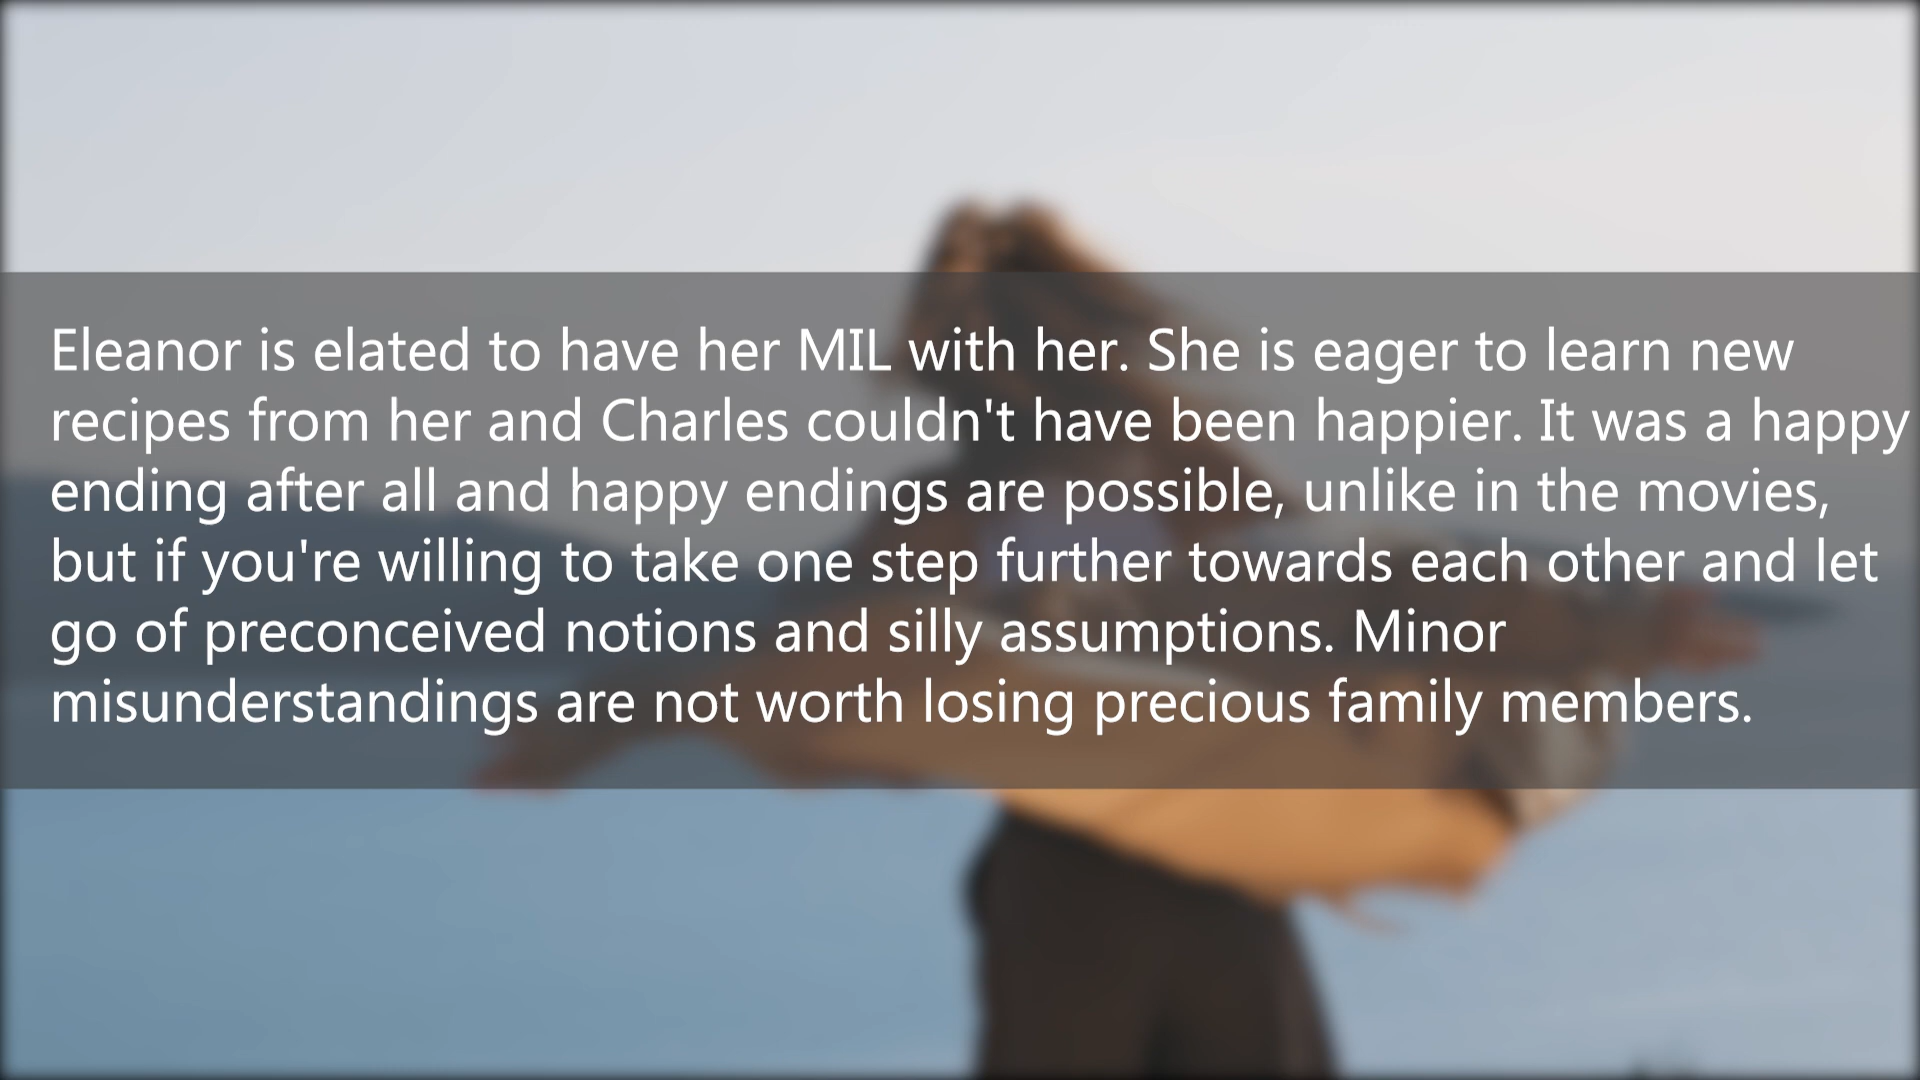 Eleanor is elated to have her MIL with her. She is eager to learn new
recipes from her and Charles couldn't have been happier. It was a happy
ending after all and happy endings are possible, unlike in the movies,
but if you're willing to take one step further towards each other and let
go of preconceived notions and silly assumptions. Minor
misunderstandings are not worth losing precious family members.